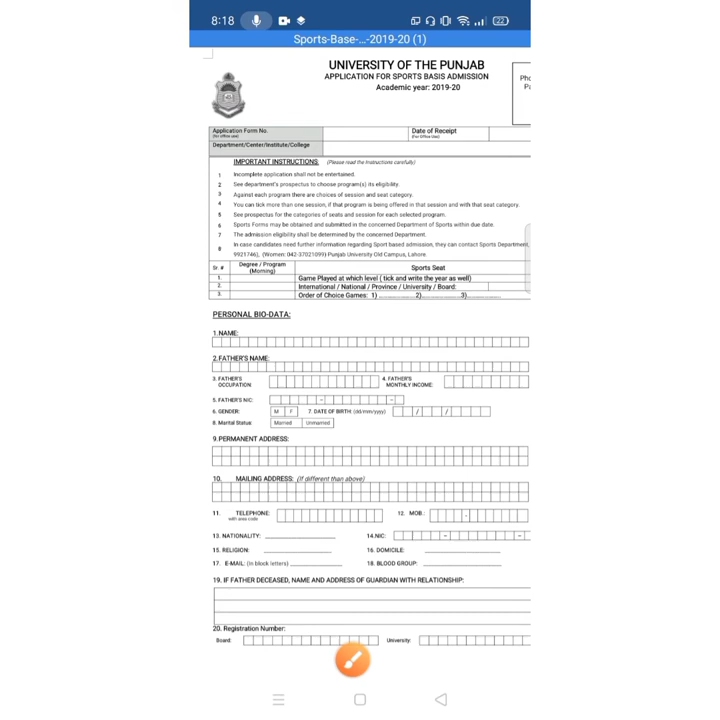 8:18
22
Sports-Base-...-2019-20 (1)
UNIVERSITY OF THE PUNJAB
APPLICATION FOR SPORTS BASIS ADMISSION
Academic year: 2019-20
Application Form No. Date of Receipt
(For office use) (For Office Use)
Department/Center/Institute/College
IMPORTANT INSTRUCTIONS: (Please read the instructions carefully)
1 Incomplete application shall not be entertained.
2 See department's prospectus to choose program(s) its eligibility.
3 Against each program there are choices of session and seat category.
4 You can tick more than one session, if that program is being offered in that session and with that seat category.
5 See prospectus for the categories of seats and session for each selected program.
6 Sports Forms may be obtained and submitted in the concerned Department of Sports within due date.
7 The admission eligibility shall be determined by the concerned Department.
8 In case candidates need further information regarding Sport based admission, they can contact Sports Department,
9921746), (Women: 042-37021099) Punjab University Old Campus, Lahore.
Sr. # Degree / Program (Morning) Sports Seat
1. Game Played at which level ( tick and write the year as well)
2. International / National / Province / University / Board:
3. Order of Choice Games: 1) 2) 3)
PERSONAL BIO-DATA:
1.NAME:
2.FATHER'S NAME:
3. FATHER'S OCCUPATION: 4. FATHER'S MONTHLY INCOME:
5. FATHER'S NIC: - -
6. GENDER: M F 7. DATE OF BIRTH: (dd/mm/yyyy) / /
8. Marital Status: Married Unmarried
9.PERMANENT ADDRESS:
10. MAILING ADDRESS: (If different than above)
11. TELEPHONE: 12. MOB.: -
with area code
13. NATIONALITY: 14.NIC: - -
15. RELIGION: 16. DOMICILE:
17. E-MAIL: (in block letters) 18. BLOOD GROUP:
19. IF FATHER DECEASED, NAME AND ADDRESS OF GUARDIAN WITH RELATIONSHIP:
20. Registration Number:
Board: University: